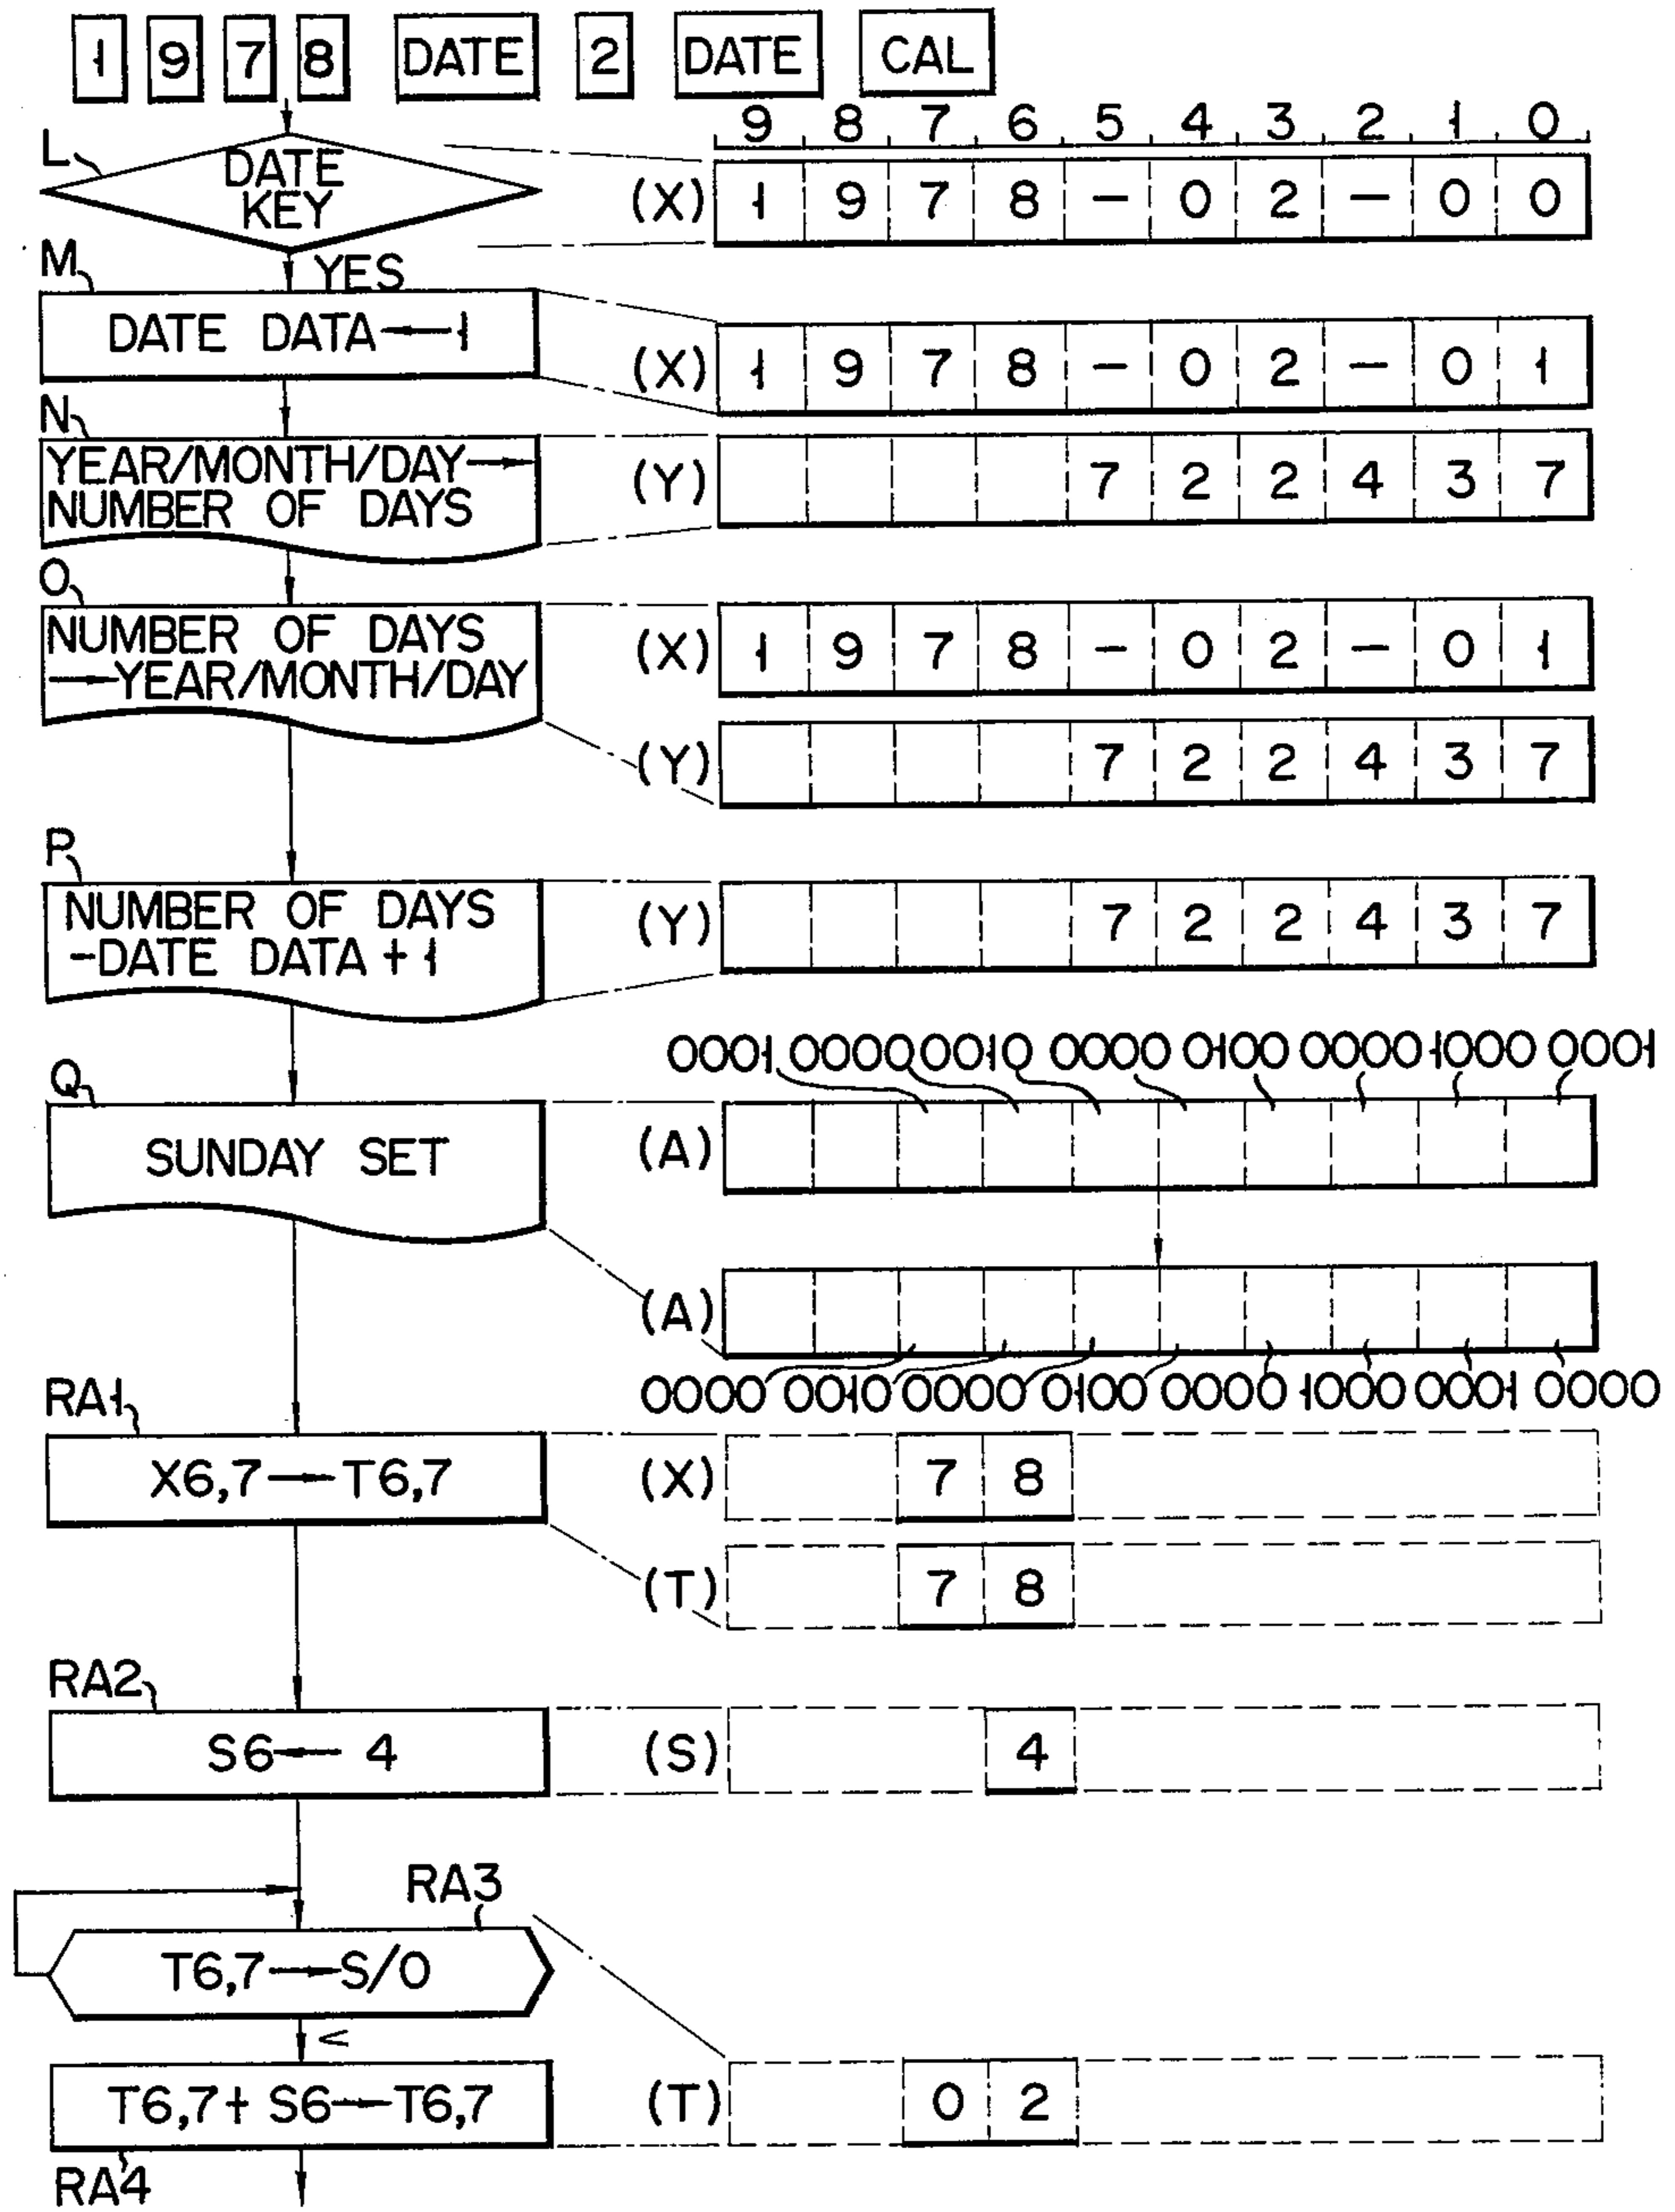 1 9 7 8 DATE 2 DATE CAL
9 8 7 6 5 4 3 2 1 0
L
DATE
KEY
(X) 1 9 7 8 - 0 2 - 0 0
YES
M
DATE DATA ← 1
(X) 1 9 7 8 - 0 2 - 0 1
N
YEAR/MONTH/DAY →
NUMBER OF DAYS
(Y) 7 2 2 4 3 7
O
NUMBER OF DAYS
→ YEAR/MONTH/DAY
(X) 1 9 7 8 - 0 2 - 0 1
(Y) 7 2 2 4 3 7
P
NUMBER OF DAYS
-DATE DATA + 1
(Y) 7 2 2 4 3 7
Q
SUNDAY SET
0001 0000 0010 0000 0100 0000 1000 0001
(A)
(A)
0000 0010 0000 0100 0000 1000 0001 0000
RA1
X6,7 → T6,7
(X) 7 8
(T) 7 8
RA2
S6 ← 4
(S) 4
RA3
T6,7 → S/0
<
T6,7 + S6 → T6,7
(T) 0 2
RA4